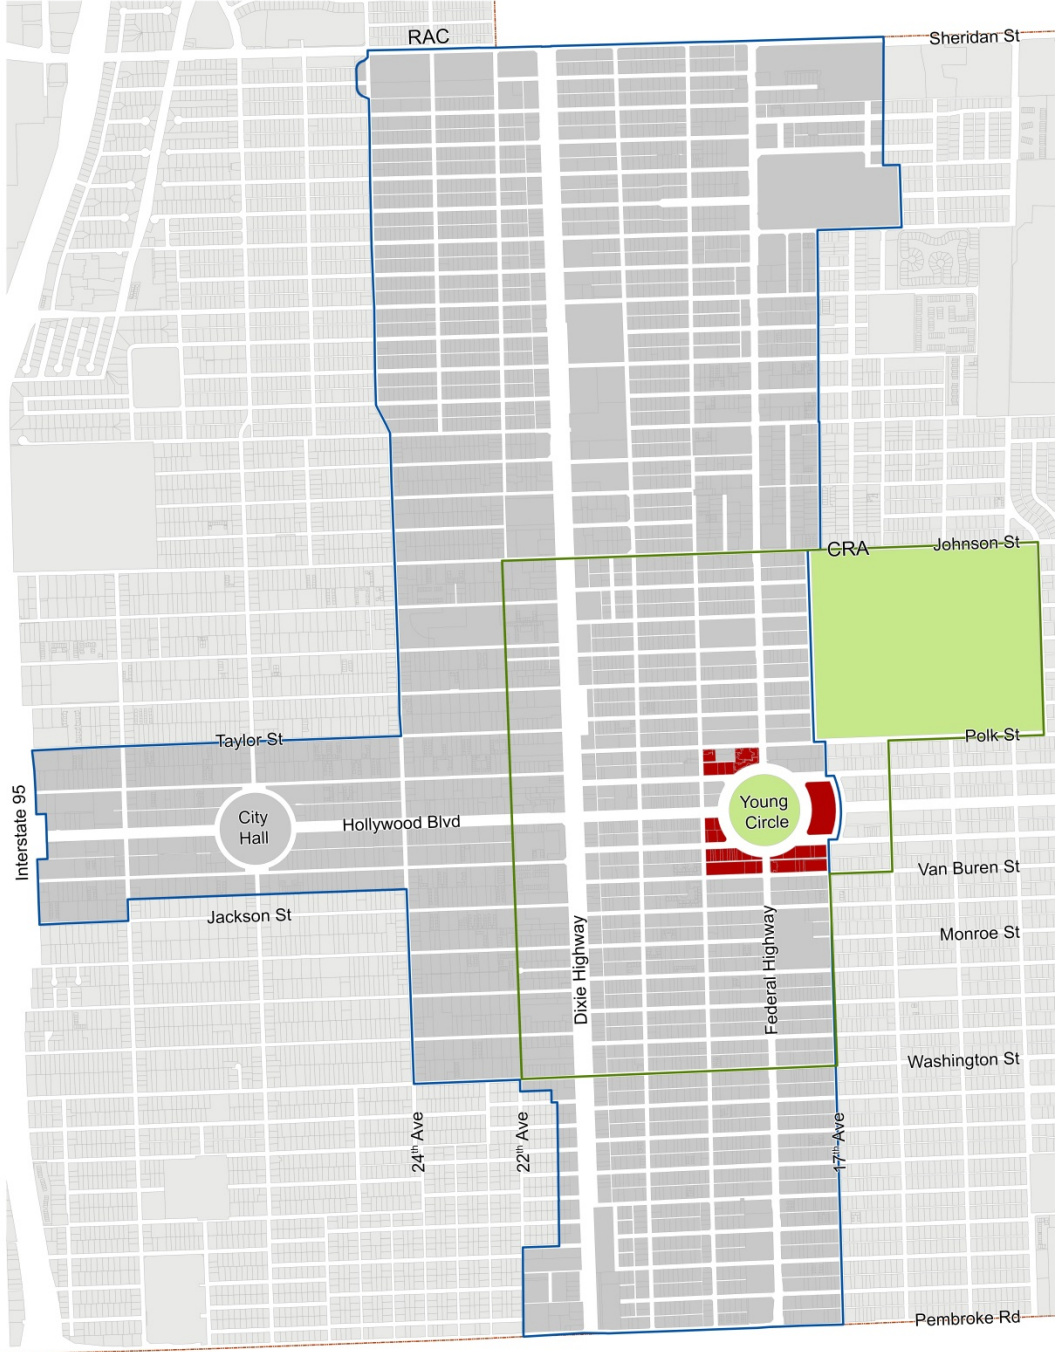 RAC
Sheridan St
CRA
Johnson St
Taylor St
Polk St
Interstate 95
City
Hall
Hollywood Blvd
Young
Circle
Van Buren St
Jackson St
Dixie Highway
Federal Highway
Monroe St
Washington St
24th Ave
22th Ave
17th Ave
Pembroke Rd